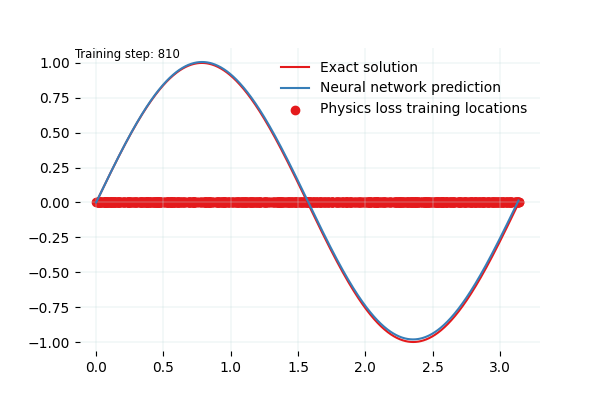 Training step: 810
Exact solution
Neural network prediction
Physics loss training locations
1.00
0.75
0.50
0.25
0.00
−0.25
−0.50
−0.75
−1.00
0.0 0.5 1.0 1.5 2.0 2.5 3.0